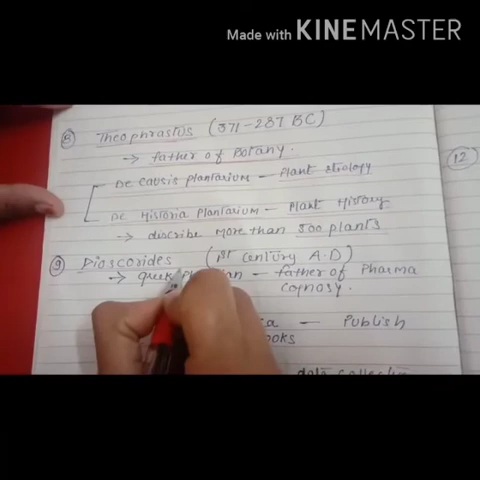 Made with KINEMASTER
8 Theophrastus (371-287 BC)
→ father of Botany.
De Causis plantarium - Plant etiology
De Historia plantarium - Plant History
→ discribe more than 500 plants
9 Dioscorides (1st Century A.D)
→ father of Pharma
cognosy.
Publish
12